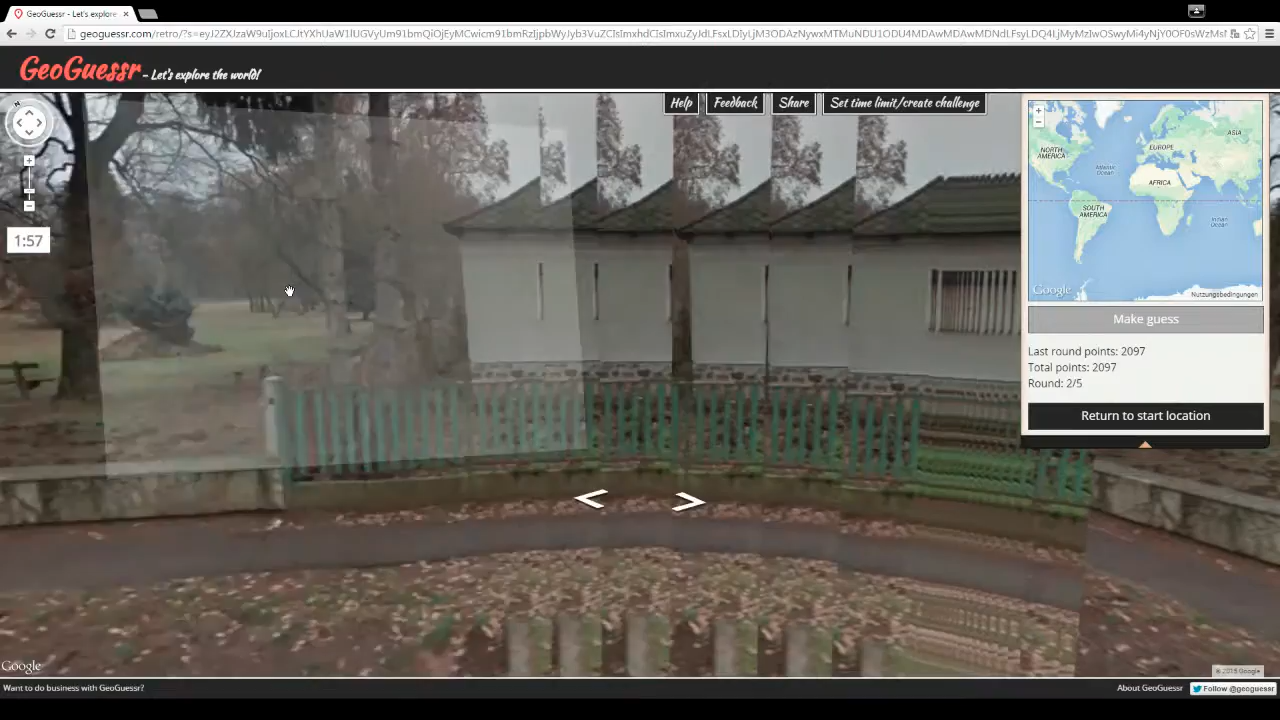 GeoGuessr - Let's explore
geoguessr.com/retro/?s=
GeoGuessr - Let's explore the world!
Help
Feedback
Share
Set time limit/create challenge
N
1:57
NORTH AMERICA
Atlantic Ocean
EUROPE
ASIA
AFRICA
SOUTH AMERICA
Indian Ocean
Google
Nutzungsbedingungen
Make guess
Last round points: 2097
Total points: 2097
Round: 2/5
Return to start location
Google
© 2015 Google
Want to do business with GeoGuessr?
About GeoGuessr
Follow @geoguessr